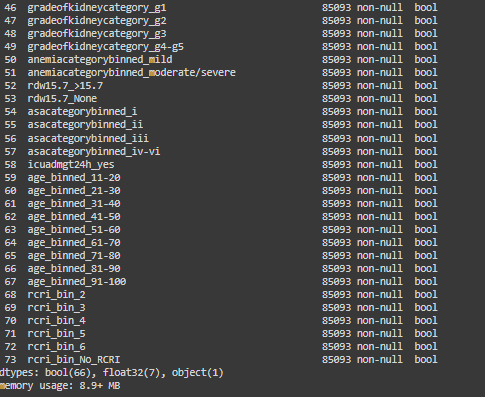 46 gradeofkidneycategory_g1 85093 non-null bool
47 gradeofkidneycategory_g2 85093 non-null bool
48 gradeofkidneycategory_g3 85093 non-null bool
49 gradeofkidneycategory_g4-g5 85093 non-null bool
50 anemiacategorybinned_mild 85093 non-null bool
51 anemiacategorybinned_moderate/severe 85093 non-null bool
52 rdw15.7_>15.7 85093 non-null bool
53 rdw15.7_None 85093 non-null bool
54 asacategorybinned_i 85093 non-null bool
55 asacategorybinned_ii 85093 non-null bool
56 asacategorybinned_iii 85093 non-null bool
57 asacategorybinned_iv-vi 85093 non-null bool
58 icuadmgt24h_yes 85093 non-null bool
59 age_binned_11-20 85093 non-null bool
60 age_binned_21-30 85093 non-null bool
61 age_binned_31-40 85093 non-null bool
62 age_binned_41-50 85093 non-null bool
63 age_binned_51-60 85093 non-null bool
64 age_binned_61-70 85093 non-null bool
65 age_binned_71-80 85093 non-null bool
66 age_binned_81-90 85093 non-null bool
67 age_binned_91-100 85093 non-null bool
68 rcri_bin_2 85093 non-null bool
69 rcri_bin_3 85093 non-null bool
70 rcri_bin_4 85093 non-null bool
71 rcri_bin_5 85093 non-null bool
72 rcri_bin_6 85093 non-null bool
73 rcri_bin_No_RCRI 85093 non-null bool
dtypes: bool(66), float32(7), object(1)
memory usage: 8.9+ MB